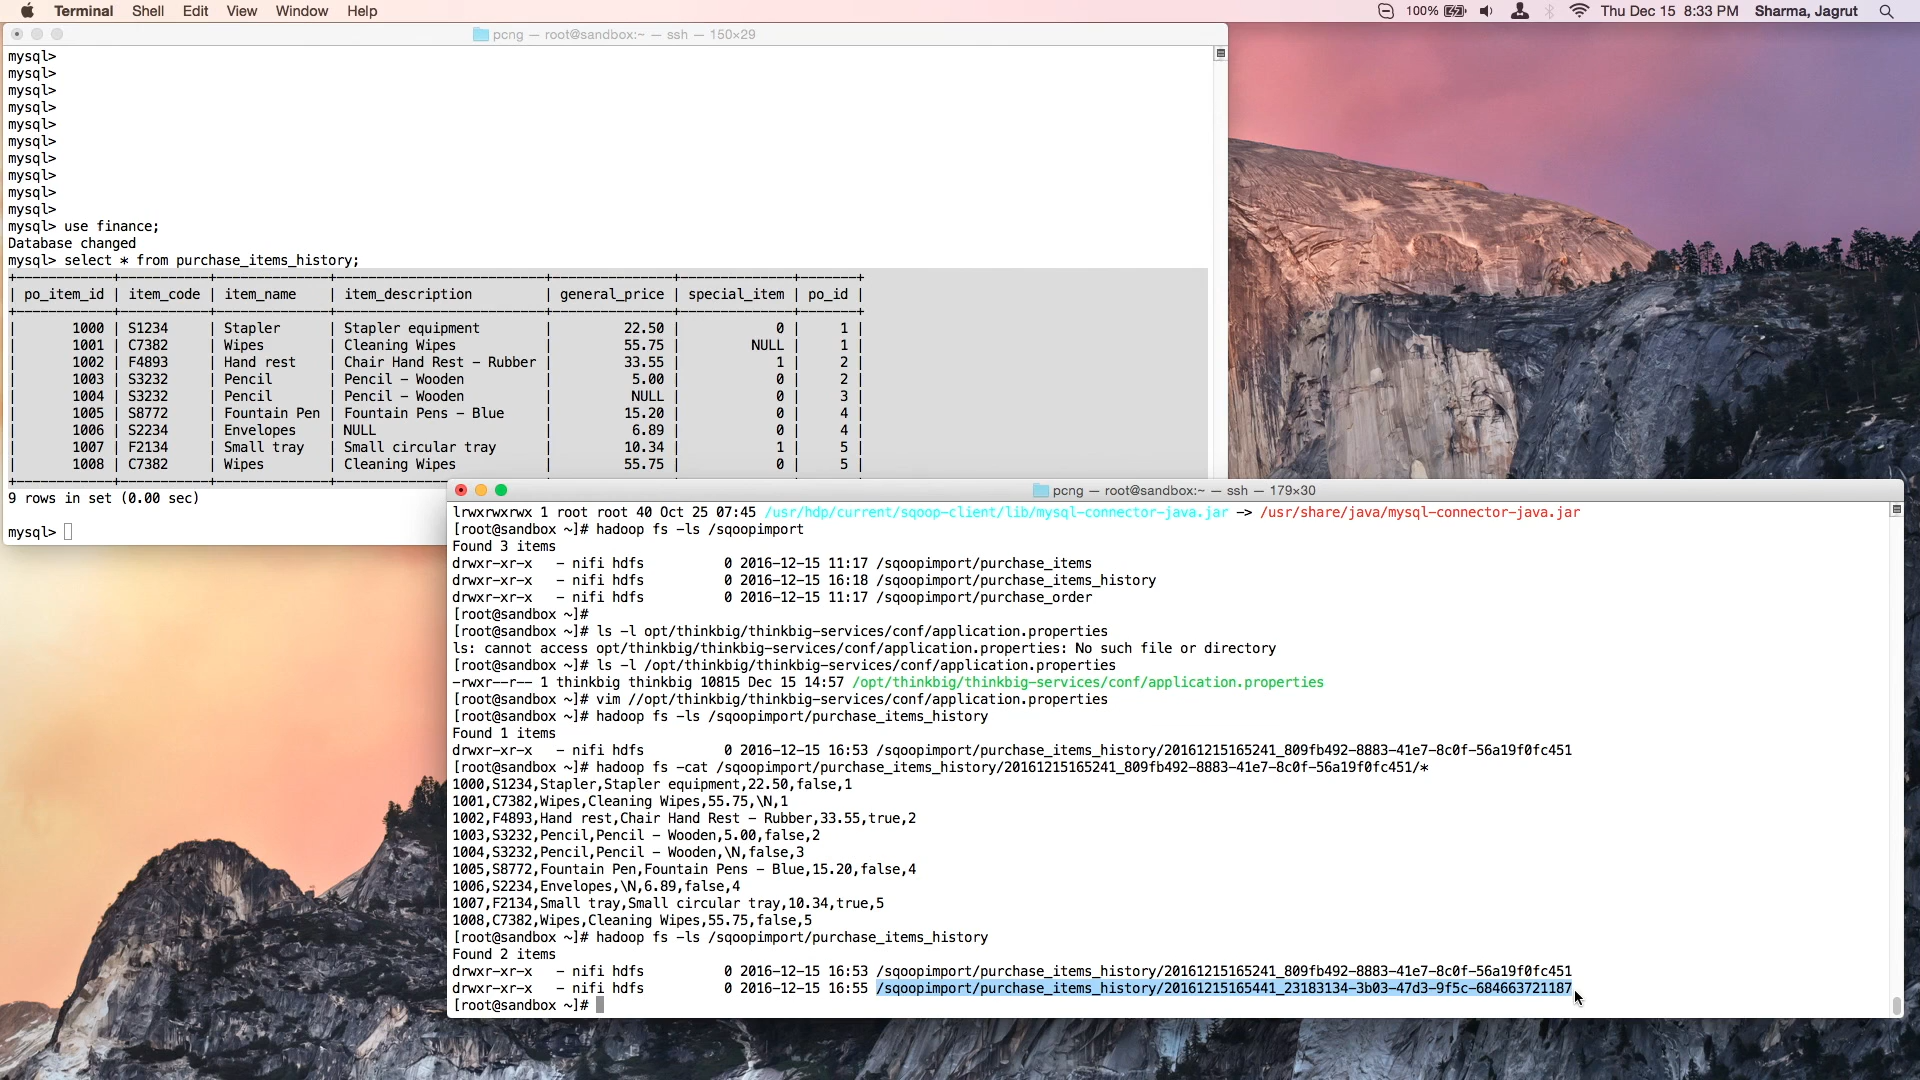 Terminal Shell Edit View Window Help 100% Thu Dec 15 8:33 PM Sharma, Jagrut
pcng — root@sandbox:~ — ssh — 150×29
mysql>
mysql>
mysql>
mysql>
mysql>
mysql>
mysql>
mysql>
mysql>
mysql>
mysql> use finance;
Database changed
mysql> select * from purchase_items_history;
+------------+-----------+--------------+--------------------------+---------------+--------------+-------+
| po_item_id | item_code | item_name    | item_description         | general_price | special_item | po_id |
+------------+-----------+--------------+--------------------------+---------------+--------------+-------+
|       1000 | S1234     | Stapler      | Stapler equipment        |         22.50 |            0 |     1 |
|       1001 | C7382     | Wipes        | Cleaning Wipes           |         55.75 |         NULL |     1 |
|       1002 | F4893     | Hand rest    | Chair Hand Rest - Rubber |         33.55 |            1 |     2 |
|       1003 | S3232     | Pencil       | Pencil - Wooden          |          5.00 |            0 |     2 |
|       1004 | S3232     | Pencil       | Pencil - Wooden          |          NULL |            0 |     3 |
|       1005 | S8772     | Fountain Pen | Fountain Pens - Blue     |         15.20 |            0 |     4 |
|       1006 | S2234     | Envelopes    | NULL                     |          6.89 |            0 |     4 |
|       1007 | F2134     | Small tray   | Small circular tray      |         10.34 |            1 |     5 |
|       1008 | C7382     | Wipes        | Cleaning Wipes           |         55.75 |            0 |     5 |
+------------+-----------+--------------+--------------------------+---------------+--------------+-------+
9 rows in set (0.00 sec)
mysql>
pcng — root@sandbox:~ — ssh — 179×30
lrwxrwxrwx 1 root root 40 Oct 25 07:45 /usr/hdp/current/sqoop-client/lib/mysql-connector-java.jar -> /usr/share/java/mysql-connector-java.jar
[root@sandbox ~]# hadoop fs -ls /sqoopimport
Found 3 items
drwxr-xr-x   - nifi hdfs          0 2016-12-15 11:17 /sqoopimport/purchase_items
drwxr-xr-x   - nifi hdfs          0 2016-12-15 16:18 /sqoopimport/purchase_items_history
drwxr-xr-x   - nifi hdfs          0 2016-12-15 11:17 /sqoopimport/purchase_order
[root@sandbox ~]#
[root@sandbox ~]# ls -l opt/thinkbig/thinkbig-services/conf/application.properties
ls: cannot access opt/thinkbig/thinkbig-services/conf/application.properties: No such file or directory
[root@sandbox ~]# ls -l /opt/thinkbig/thinkbig-services/conf/application.properties
-rwxr--r-- 1 thinkbig thinkbig 10815 Dec 15 14:57 /opt/thinkbig/thinkbig-services/conf/application.properties
[root@sandbox ~]# vim //opt/thinkbig/thinkbig-services/conf/application.properties
[root@sandbox ~]# hadoop fs -ls /sqoopimport/purchase_items_history
Found 1 items
drwxr-xr-x   - nifi hdfs          0 2016-12-15 16:53 /sqoopimport/purchase_items_history/20161215165241_809fb492-8883-41e7-8c0f-56a19f0fc451
[root@sandbox ~]# hadoop fs -cat /sqoopimport/purchase_items_history/20161215165241_809fb492-8883-41e7-8c0f-56a19f0fc451/*
1000,S1234,Stapler,Stapler equipment,22.50,false,1
1001,C7382,Wipes,Cleaning Wipes,55.75,\N,1
1002,F4893,Hand rest,Chair Hand Rest - Rubber,33.55,true,2
1003,S3232,Pencil,Pencil - Wooden,5.00,false,2
1004,S3232,Pencil,Pencil - Wooden,\N,false,3
1005,S8772,Fountain Pen,Fountain Pens - Blue,15.20,false,4
1006,S2234,Envelopes,\N,6.89,false,4
1007,F2134,Small tray,Small circular tray,10.34,true,5
1008,C7382,Wipes,Cleaning Wipes,55.75,false,5
[root@sandbox ~]# hadoop fs -ls /sqoopimport/purchase_items_history
Found 2 items
drwxr-xr-x   - nifi hdfs          0 2016-12-15 16:53 /sqoopimport/purchase_items_history/20161215165241_809fb492-8883-41e7-8c0f-56a19f0fc451
drwxr-xr-x   - nifi hdfs          0 2016-12-15 16:55 /sqoopimport/purchase_items_history/20161215165441_23183134-3b03-47d3-9f5c-684663721187
[root@sandbox ~]#